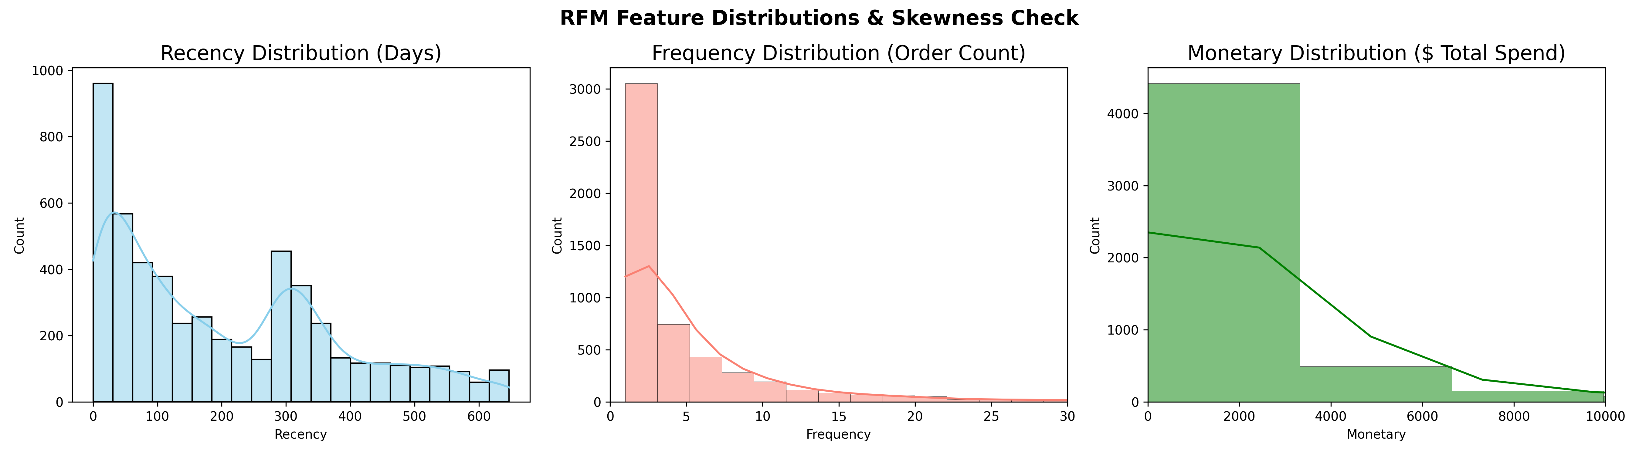 RFM Feature Distributions & Skewness Check
Recency Distribution (Days)
Count
1000
800
600
400
200
0
0 100 200 300 400 500 600
Recency
Frequency Distribution (Order Count)
Count
3000
2500
2000
1500
1000
500
0
0 5 10 15 20 25 30
Frequency
Monetary Distribution ($ Total Spend)
Count
4000
3000
2000
1000
0
0 2000 4000 6000 8000 10000
Monetary